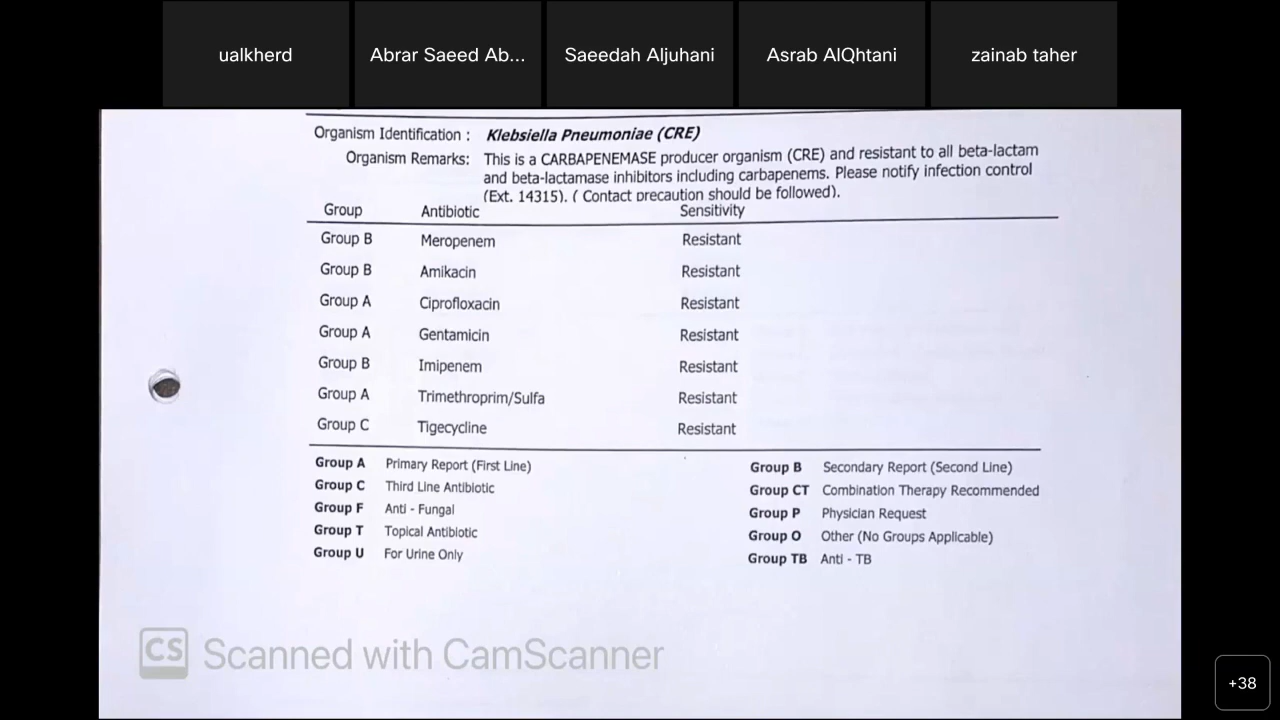 ualkherd
Abrar Saeed Ab...
Saeedah Aljuhani
Asrab AlQhtani
zainab taher
Organism Identification : Klebsiella Pneumoniae (CRE)
Organism Remarks: This is a CARBAPENEMASE producer organism (CRE) and resistant to all beta-lactam
and beta-lactamase inhibitors including carbapenems. Please notify infection control
(Ext. 14315). ( Contact precaution should be followed).
Group Antibiotic Sensitivity
Group B Meropenem Resistant
Group B Amikacin Resistant
Group A Ciprofloxacin Resistant
Group A Gentamicin Resistant
Group B Imipenem Resistant
Group A Trimethroprim/Sulfa Resistant
Group C Tigecycline Resistant
Group A Primary Report (First Line) Group B Secondary Report (Second Line)
Group C Third Line Antibiotic Group CT Combination Therapy Recommended
Group F Anti - Fungal Group P Physician Request
Group T Topical Antibiotic Group O Other (No Groups Applicable)
Group U For Urine Only Group TB Anti - TB
CS Scanned with CamScanner
+38